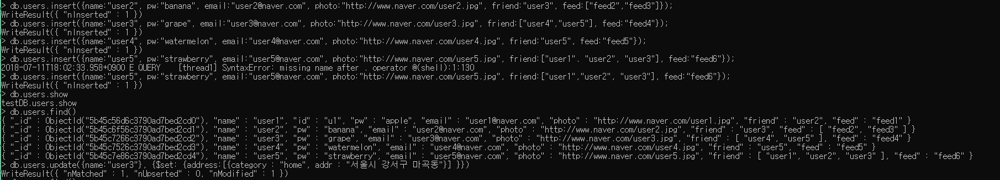 > db.users.insert({name:"user2", pw:"banana", email:"user2@naver.com", photo:"http://www.naver.com/user2.jpg", friend:"user3", feed:["feed2","feed3"]});
WriteResult({ "nInserted" : 1 })
> db.users.insert({name:"user3", pw:"grape", email:"user3@naver.com", photo:"http://www.naver.com/user3.jpg", friend:["user4","user5"], feed:"feed4"});
WriteResult({ "nInserted" : 1 })
> db.users.insert({name:"user4", pw:"watermelon", email:"user4@naver.com", photo:"http://www.naver.com/user4.jpg", friend:"user5", feed:"feed5"});
WriteResult({ "nInserted" : 1 })
> db.users.insert({name:"user5", pw:"strawberry", email:"user5@naver.com", photo:"http://www.naver.com/user5.jpg", friend:["user1". "user2", "user3"], feed:"feed6"});
2018-07-11T18:02:33.958+0900 E QUERY    [thread1] SyntaxError: missing name after . operator @(shell):1:130
> db.users.insert({name:"user5", pw:"strawberry", email:"user5@naver.com", photo:"http://www.naver.com/user5.jpg", friend:["user1","user2", "user3"], feed:"feed6"});
WriteResult({ "nInserted" : 1 })
> db.users.show
testDB.users.show
> db.users.find()
{ "_id" : ObjectId("5b45c56d6c3790ad7bed2cd0"), "name" : "user1", "id" : "u1", "pw" : "apple", "email" : "user1@naver.com", "photo" : "http://www.naver.com/user1.jpg", "friend" : "user2", "feed" : "feed1" }
{ "_id" : ObjectId("5b45c6f56c3790ad7bed2cd1"), "name" : "user2", "pw" : "banana", "email" : "user2@naver.com", "photo" : "http://www.naver.com/user2.jpg", "friend" : "user3", "feed" : [ "feed2", "feed3" ] }
{ "_id" : ObjectId("5b45c7266c3790ad7bed2cd2"), "name" : "user3", "pw" : "grape", "email" : "user3@naver.com", "photo" : "http://www.naver.com/user3.jpg", "friend" : [ "user4", "user5" ], "feed" : "feed4" }
{ "_id" : ObjectId("5b45c7526c3790ad7bed2cd3"), "name" : "user4", "pw" : "watermelon", "email" : "user4@naver.com", "photo" : "http://www.naver.com/user4.jpg", "friend" : "user5", "feed" : "feed5" }
{ "_id" : ObjectId("5b45c7e86c3790ad7bed2cd4"), "name" : "user5", "pw" : "strawberry", "email" : "user5@naver.com", "photo" : "http://www.naver.com/user5.jpg", "friend" : [ "user1", "user2", "user3" ], "feed" : "feed6" }
> db.users.update({name:"user3"}, {$set: {address:[{category : "home", addr : "서울시 강서구 마곡동"}] }})
WriteResult({ "nMatched" : 1, "nUpserted" : 0, "nModified" : 1 })